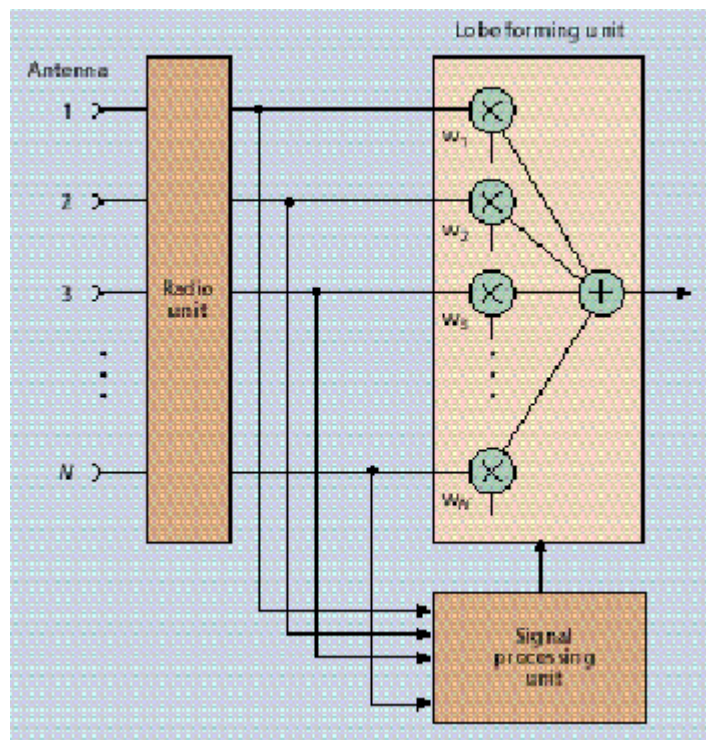 Lobe forming unit
Antenna
1
w1
2
w2
3
Radio
unit
w3
N
wN
Signal
processing
unit